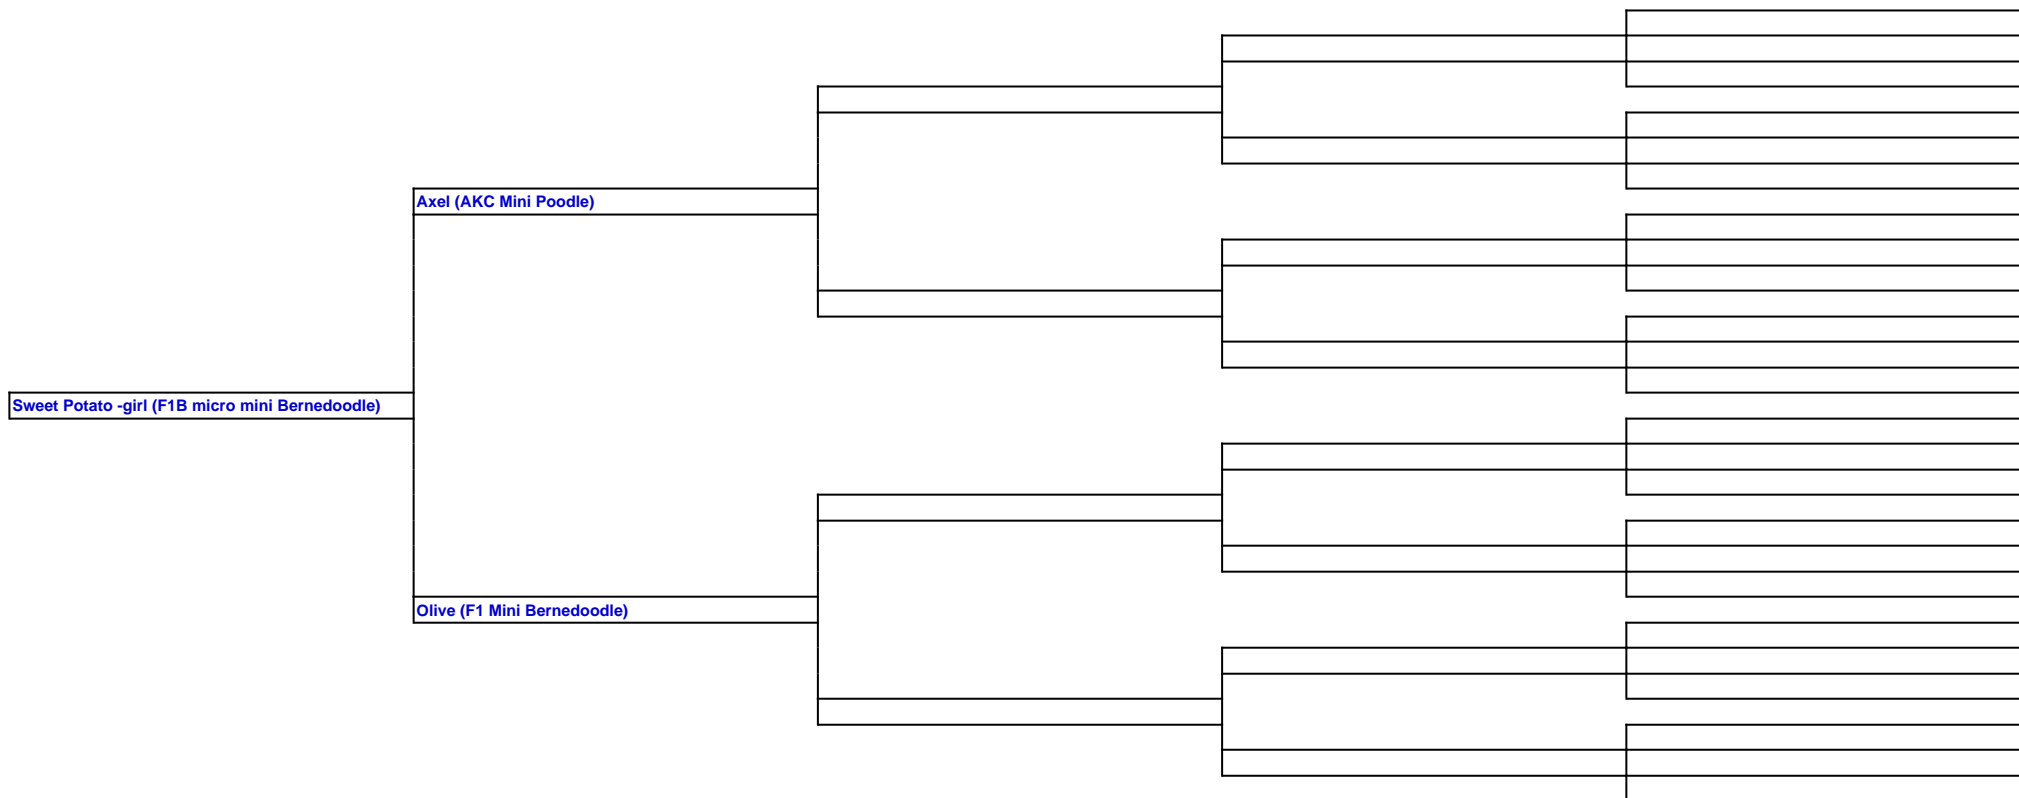 Axel (AKC Mini Poodle)
Sweet Potato -girl (F1B micro mini Bernedoodle)
Olive (F1 Mini Bernedoodle)